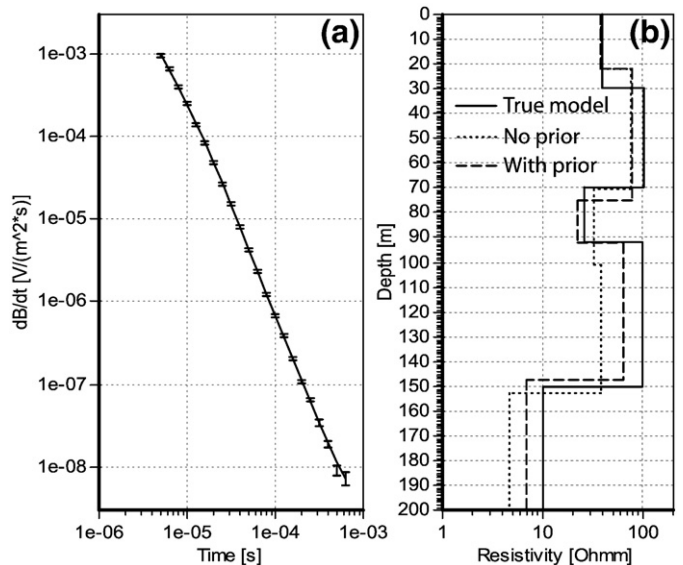 (a)
1e-03
1e-04
1e-05
1e-06
1e-07
1e-08
dB/dt [V/(m^2*s)]
1e-06 1e-05 1e-04 1e-03
Time [s]
(b)
0
10
20
30
40
50
60
70
80
90
100
110
120
130
140
150
160
170
180
190
200
Depth [m]
True model
No prior
With prior
1 10 100
Resistivity [Ohmm]